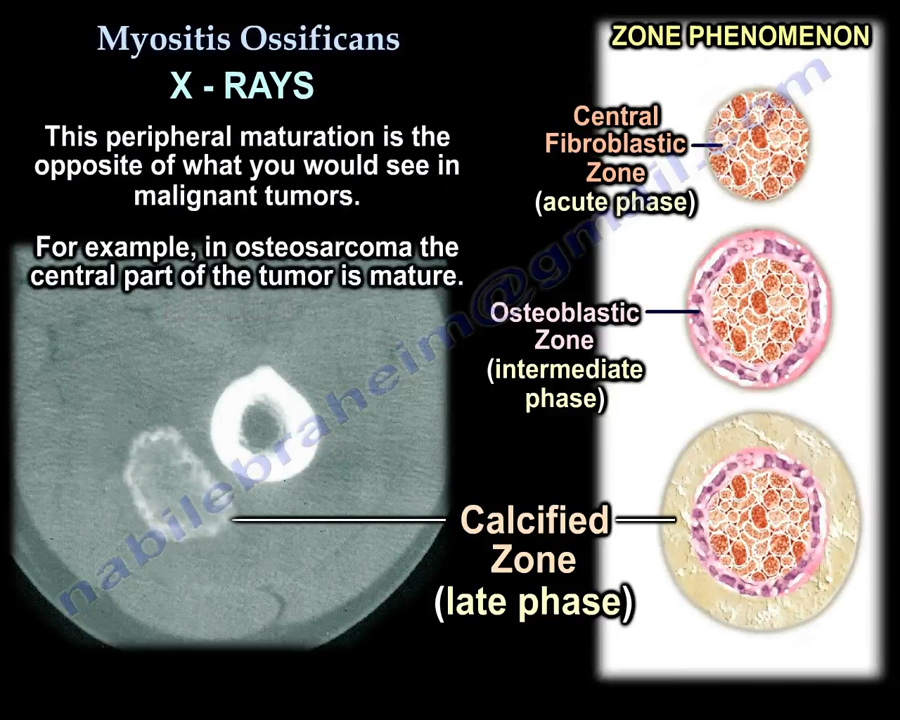 Myositis Ossificans
X - RAYS
This peripheral maturation is the
opposite of what you would see in
malignant tumors.
For example, in osteosarcoma the
central part of the tumor is mature.
ZONE PHENOMENON
Central
Fibroblastic
Zone
(acute phase)
Osteoblastic
Zone
(intermediate
phase)
Calcified
Zone
(late phase)
nabilebraheim@gmail.com